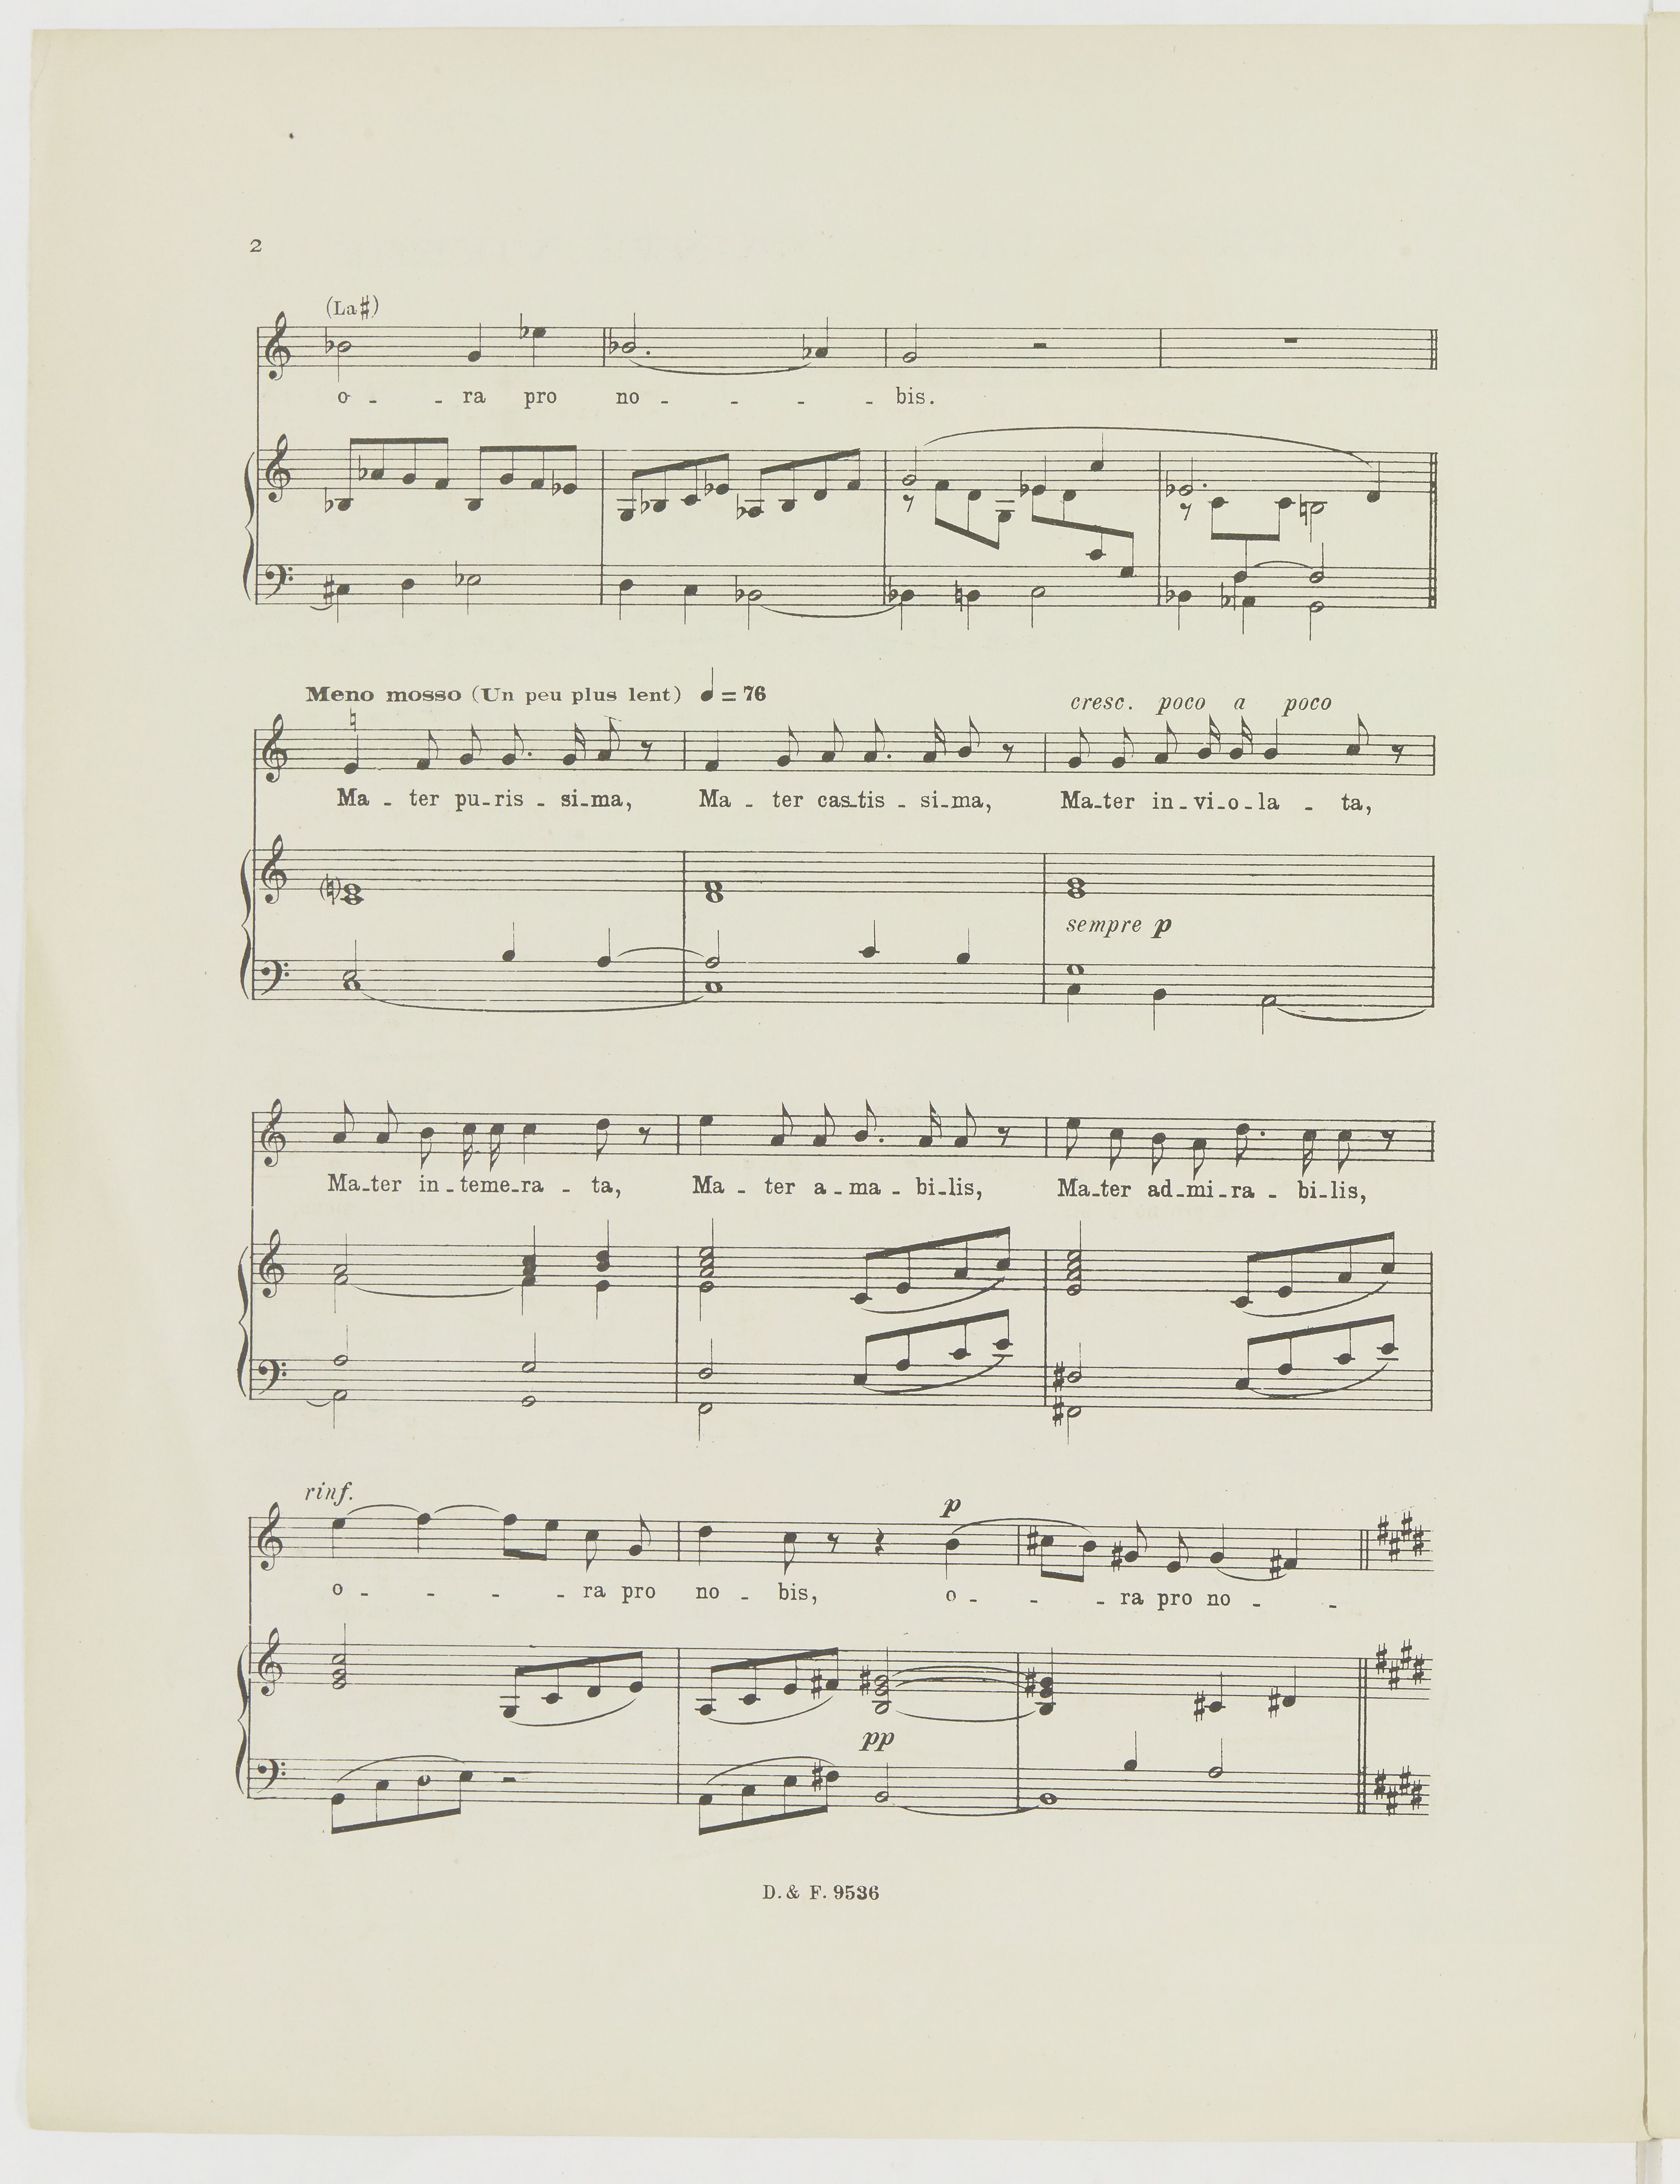 2
(La♯)
o - - ra pro no - - - - bis.
Meno mosso (Un peu plus lent) ♩ = 76 cresc. poco a poco
Ma - ter pu - ris - si - ma, Ma - ter cas - tis - si - ma, Ma - ter in - vi - o - la - ta,
sempre p
Ma - ter in - teme - ra - ta, Ma - ter a - ma - bi - lis, Ma - ter ad - mi - ra - bi - lis,
rinf. p
o - - - - ra pro no - bis, o - - - ra pro no - -
pp
D. & F. 9536